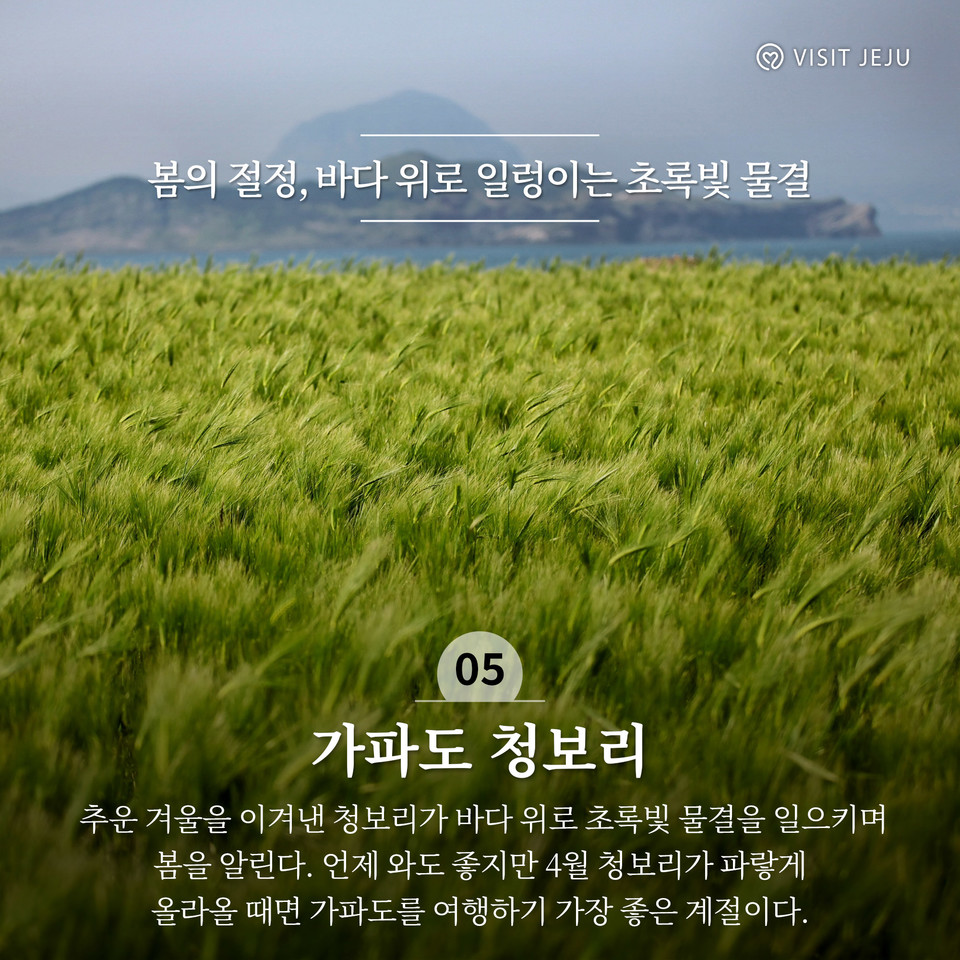 VISIT JEJU
봄의 절정, 바다 위로 일렁이는 초록빛 물결
05
가파도 청보리
추운 겨울을 이겨낸 청보리가 바다 위로 초록빛 물결을 일으키며
봄을 알린다. 언제 와도 좋지만 4월 청보리가 파랗게
올라올 때면 가파도를 여행하기 가장 좋은 계절이다.